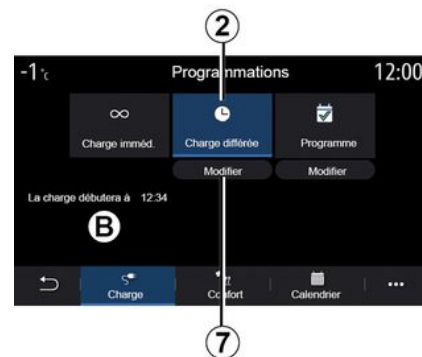 2
-1 °C Programmations 12:00
Charge imméd. Charge différée Programme
Modifier Modifier
La charge débutera à 12:34
B
Charge Confort Calendrier ...
7